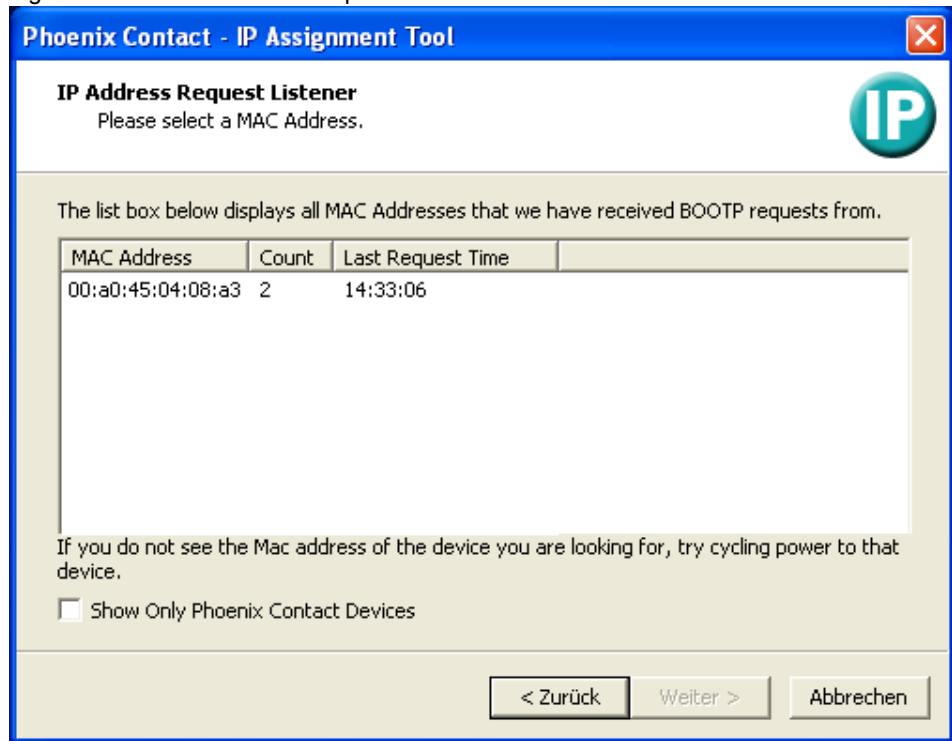 Phoenix Contact - IP Assignment Tool
IP Address Request Listener
Please select a MAC Address.
IP
The list box below displays all MAC Addresses that we have received BOOTP requests from.
MAC Address Count Last Request Time
00:a0:45:04:08:a3 2 14:33:06
If you do not see the Mac address of the device you are looking for, try cycling power to that
device.
Show Only Phoenix Contact Devices
< Zurück Weiter > Abbrechen